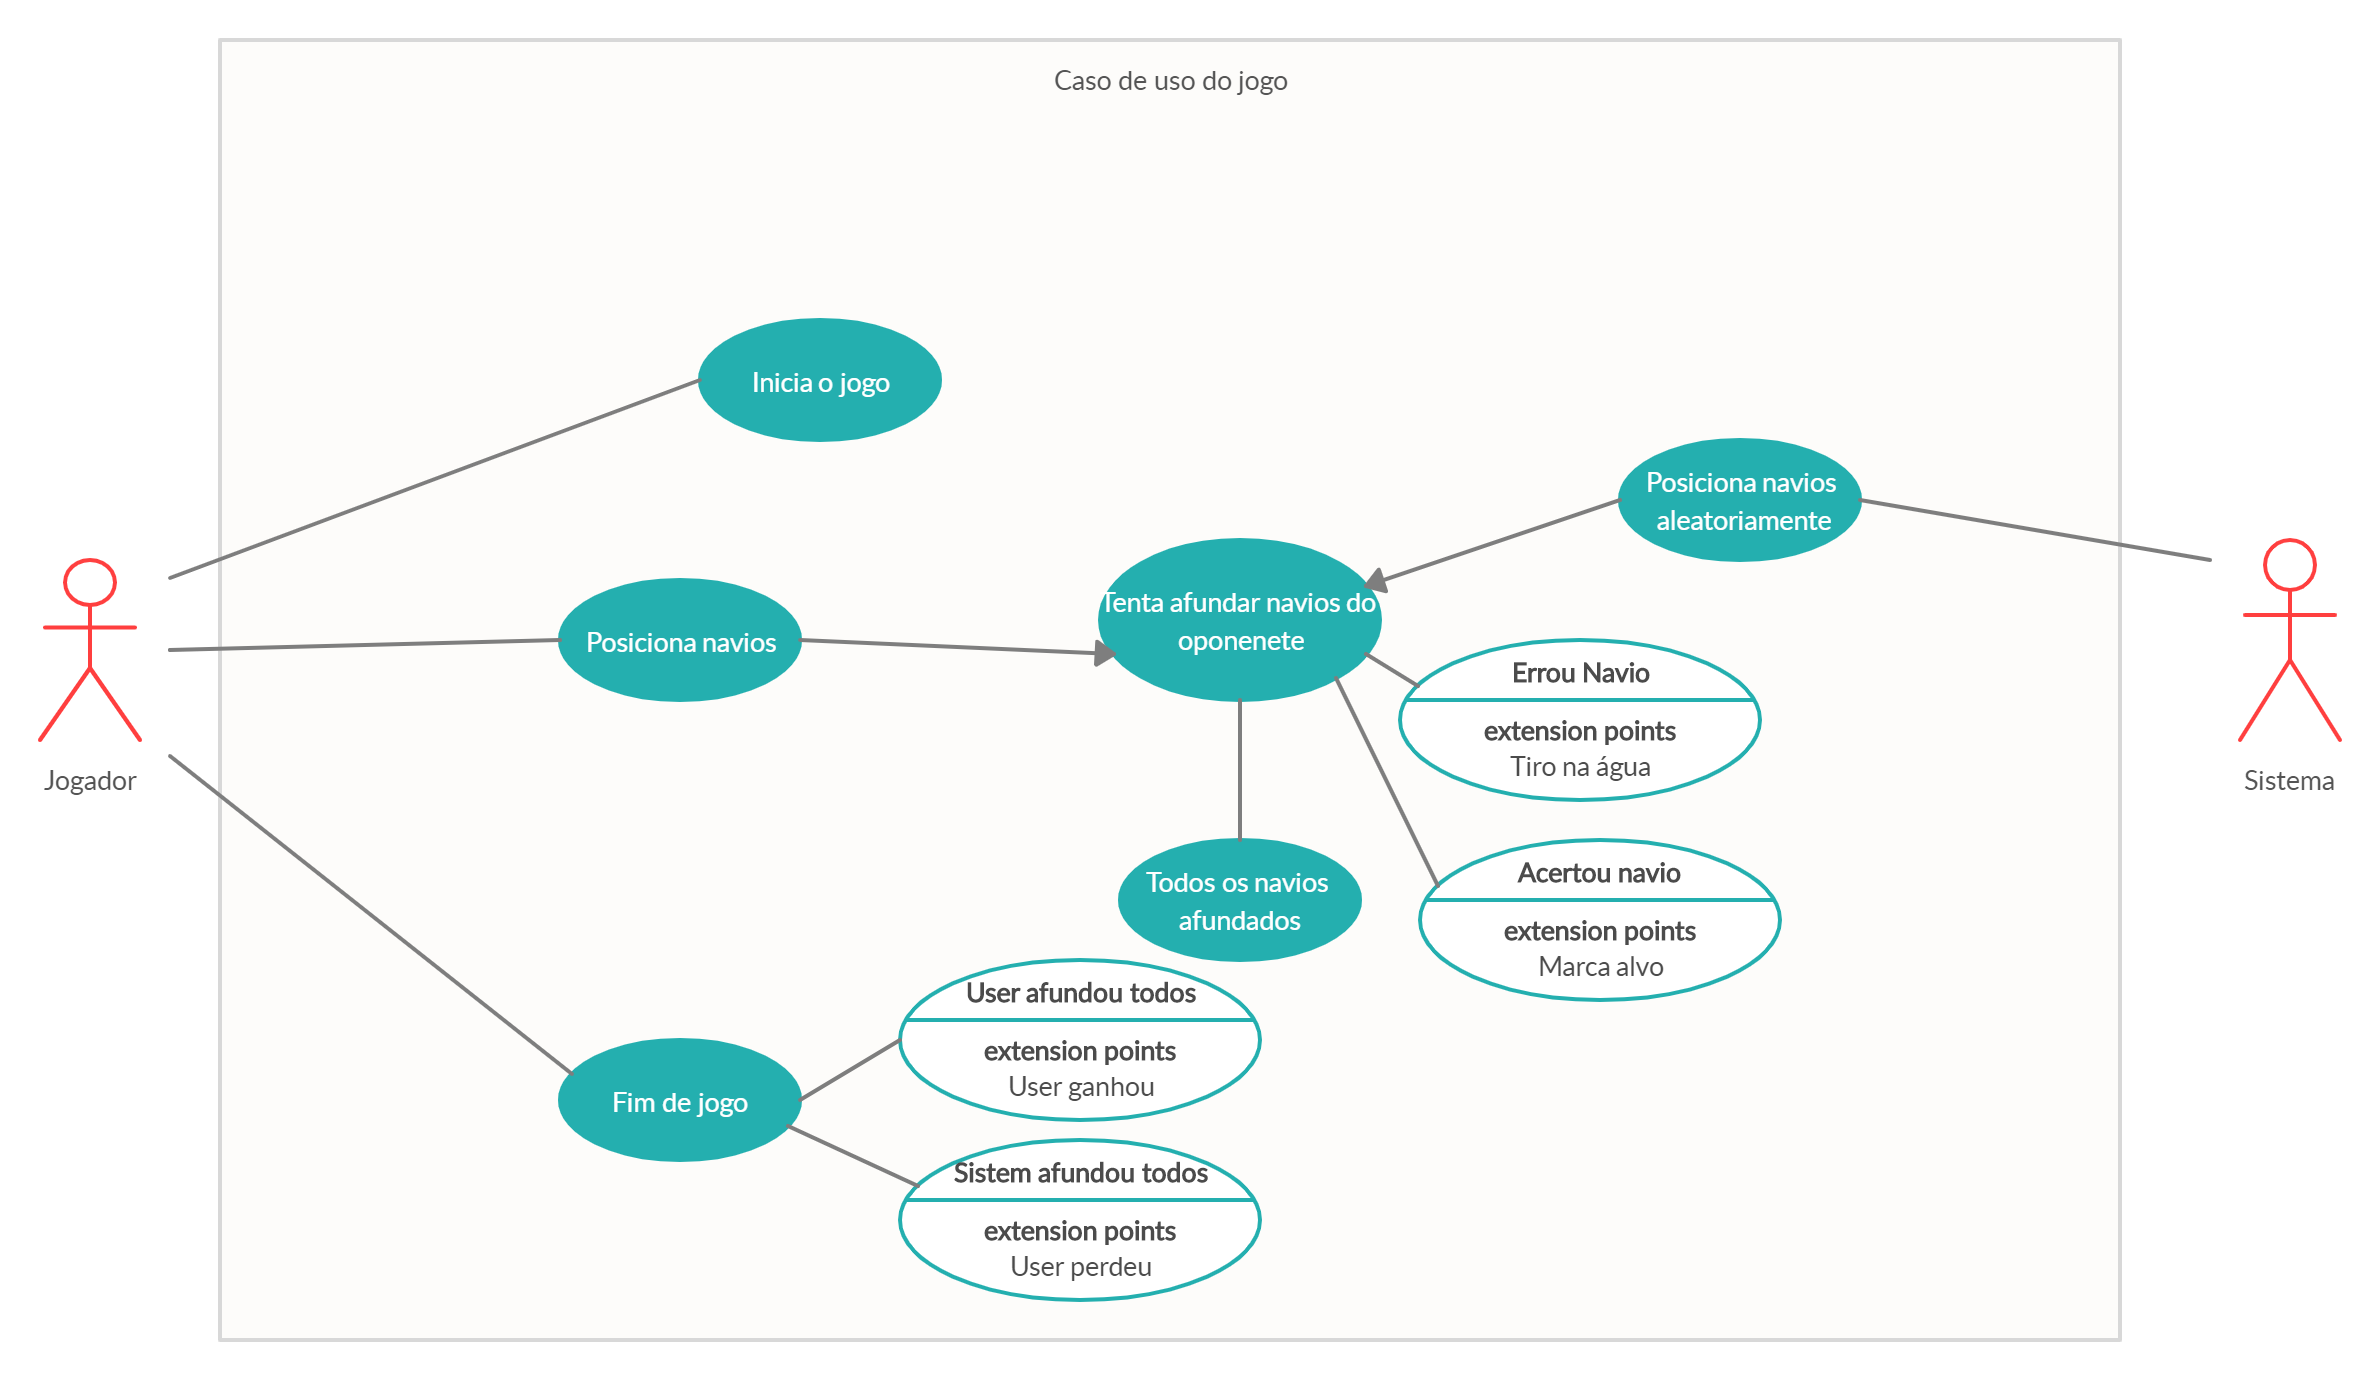 Caso de uso do jogo
Inicia o jogo
Posiciona navios
aleatoriamente
Tenta afundar navios do
oponenete
Posiciona navios
Errou Navio
extension points
Tiro na água
Jogador
Sistema
Todos os navios
afundados
Acertou navio
extension points
Marca alvo
User afundou todos
extension points
User ganhou
Fim de jogo
Sistem afundou todos
extension points
User perdeu